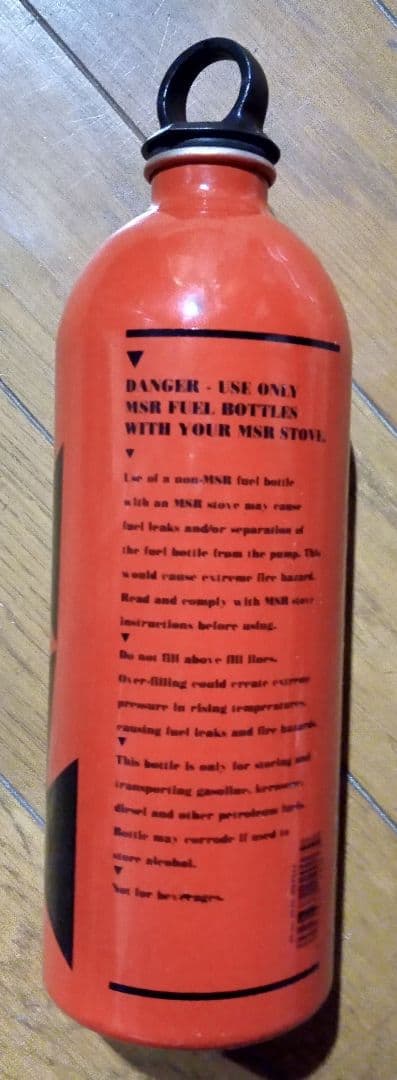 DANGER - USE ONLY
MSR FUEL BOTTLES
WITH YOUR MSR STOVE.
Use of a non-MSR fuel bottle
with an MSR stove may cause
fuel leaks and/or separation of
the fuel bottle from the pump. This
would cause extreme fire hazard.
Read and comply with MSR stove
instructions before using.
Do not fill above fill lines.
Over-filling could create extreme
pressure in rising temperatures,
causing fuel leaks and fire hazards.
This bottle is only for storing and
transporting gasoline, kerosene,
diesel and other petroleum fuels.
Bottle may corrode if used to
store alcohol.
Not for beverages.